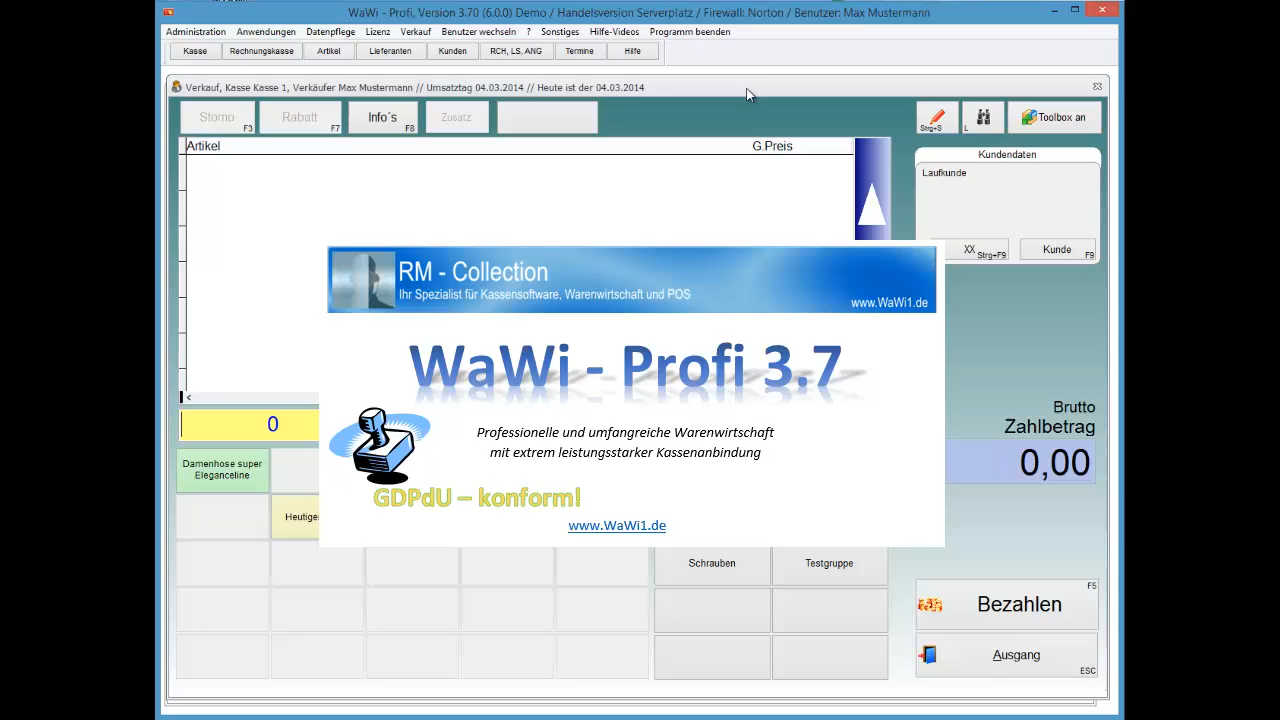 WaWi - Profi, Version 3.70 (6.0.0) Demo / Handelsversion Serverplatz / Firewall: Norton / Benutzer: Max Mustermann
Administration Anwendungen Datenpflege Lizenz Verkauf Benutzer wechseln ? Sonstiges Hilfe-Videos Programm beenden
Kasse Rechnungskasse Artikel Lieferanten Kunden RCH, LS, ANG Termine Hilfe
Verkauf, Kasse Kasse 1, Verkäufer Max Mustermann // Umsatztag 04.03.2014 // Heute ist der 04.03.2014
Storno F3 Rabatt F7 Info´s F8 Zusatz Strg+S L Toolbox an
Artikel G.Preis
Kundendaten
Laufkunde
XX Strg+F9 Kunde F9
RM - Collection
Ihr Spezialist für Kassensoftware, Warenwirtschaft und POS
www.WaWi1.de
WaWi - Profi 3.7
Professionelle und umfangreiche Warenwirtschaft
mit extrem leistungsstarker Kassenanbindung
GDPdU – konform!
www.WaWi1.de
<
0
Brutto
Zahlbetrag
0,00
Damenhose super
Eleganceline
Heutiger
Schrauben Testgruppe
Bezahlen F5
Ausgang ESC